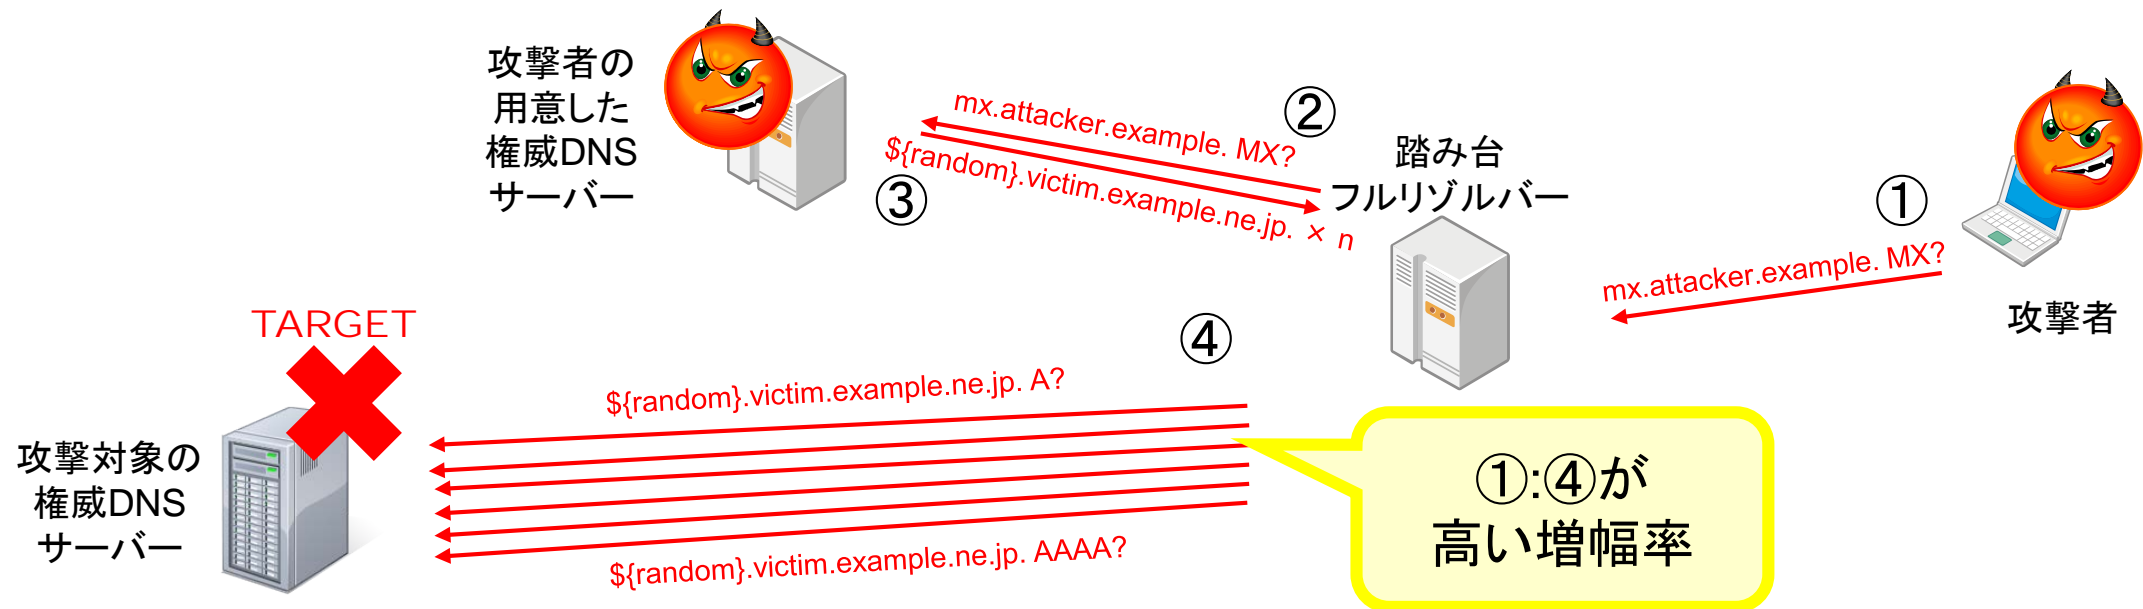 攻撃者の
用意した
権威DNS
サーバー
mx.attacker.example. MX?
②
${random}.victim.example.ne.jp. × n
③
踏み台
フルリゾルバー
①
mx.attacker.example. MX?
攻撃者
TARGET
④
${random}.victim.example.ne.jp. A?
攻撃対象の
権威DNS
サーバー
${random}.victim.example.ne.jp. AAAA?
①:④が
高い増幅率